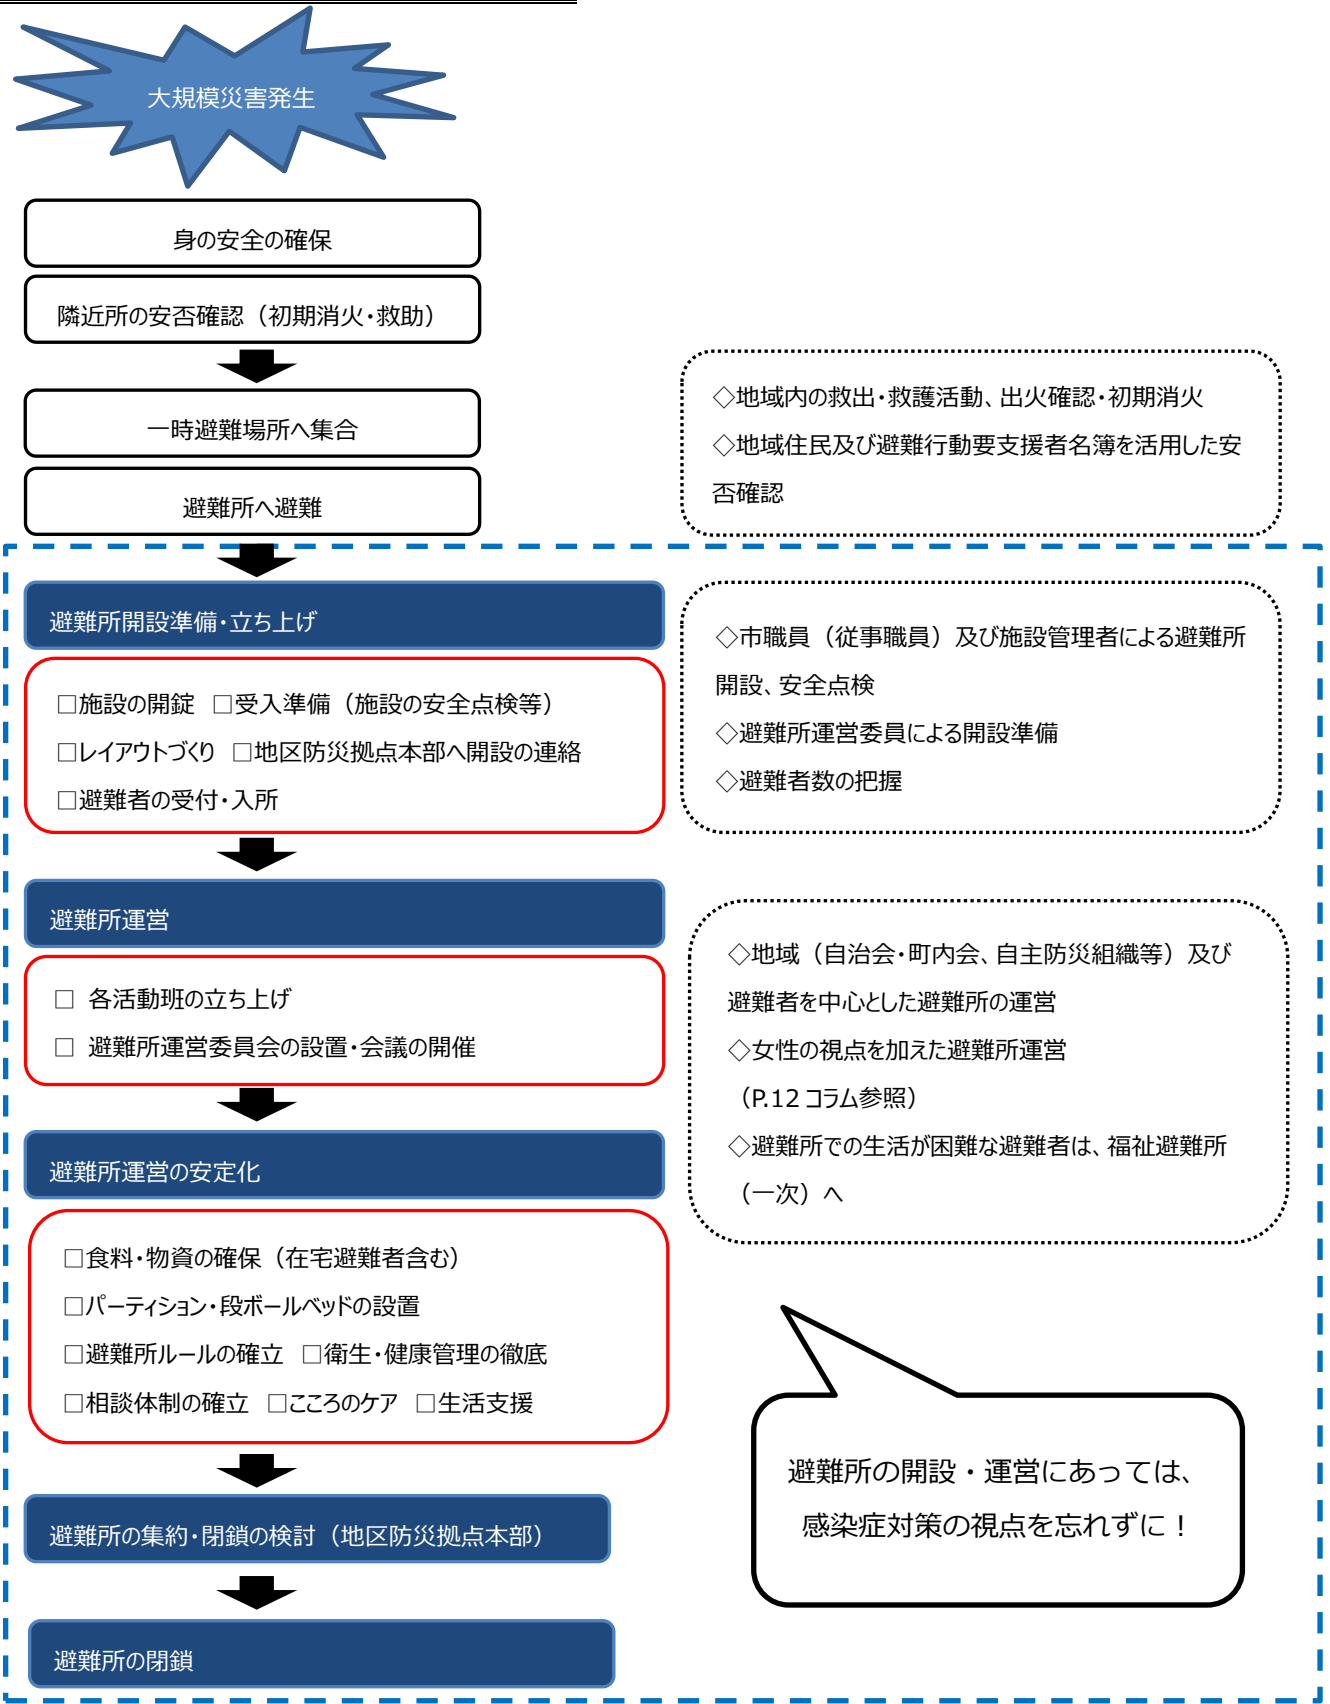 大規模災害発生
身の安全の確保
隣近所の安否確認（初期消火・救助）
一時避難場所へ集合
避難所へ避難
◇地域内の救出・救護活動、出火確認・初期消火
◇地域住民及び避難行動要支援者名簿を活用した安
否確認
避難所開設準備・立ち上げ
□施設の開錠 □受入準備（施設の安全点検等）
□レイアウトづくり □地区防災拠点本部へ開設の連絡
□避難者の受付・入所
◇市職員（従事職員）及び施設管理者による避難所
開設、安全点検
◇避難所運営委員による開設準備
◇避難者数の把握
避難所運営
□ 各活動班の立ち上げ
□ 避難所運営委員会の設置・会議の開催
◇地域（自治会・町内会、自主防災組織等）及び
避難者を中心とした避難所の運営
◇女性の視点を加えた避難所運営
（P.12 コラム参照）
◇避難所での生活が困難な避難者は、福祉避難所
（一次）へ
避難所運営の安定化
□食料・物資の確保（在宅避難者含む）
□パーティション・段ボールベッドの設置
□避難所ルールの確立 □衛生・健康管理の徹底
□相談体制の確立 □こころのケア □生活支援
避難所の開設・運営にあっては、
感染症対策の視点を忘れずに！
避難所の集約・閉鎖の検討（地区防災拠点本部）
避難所の閉鎖